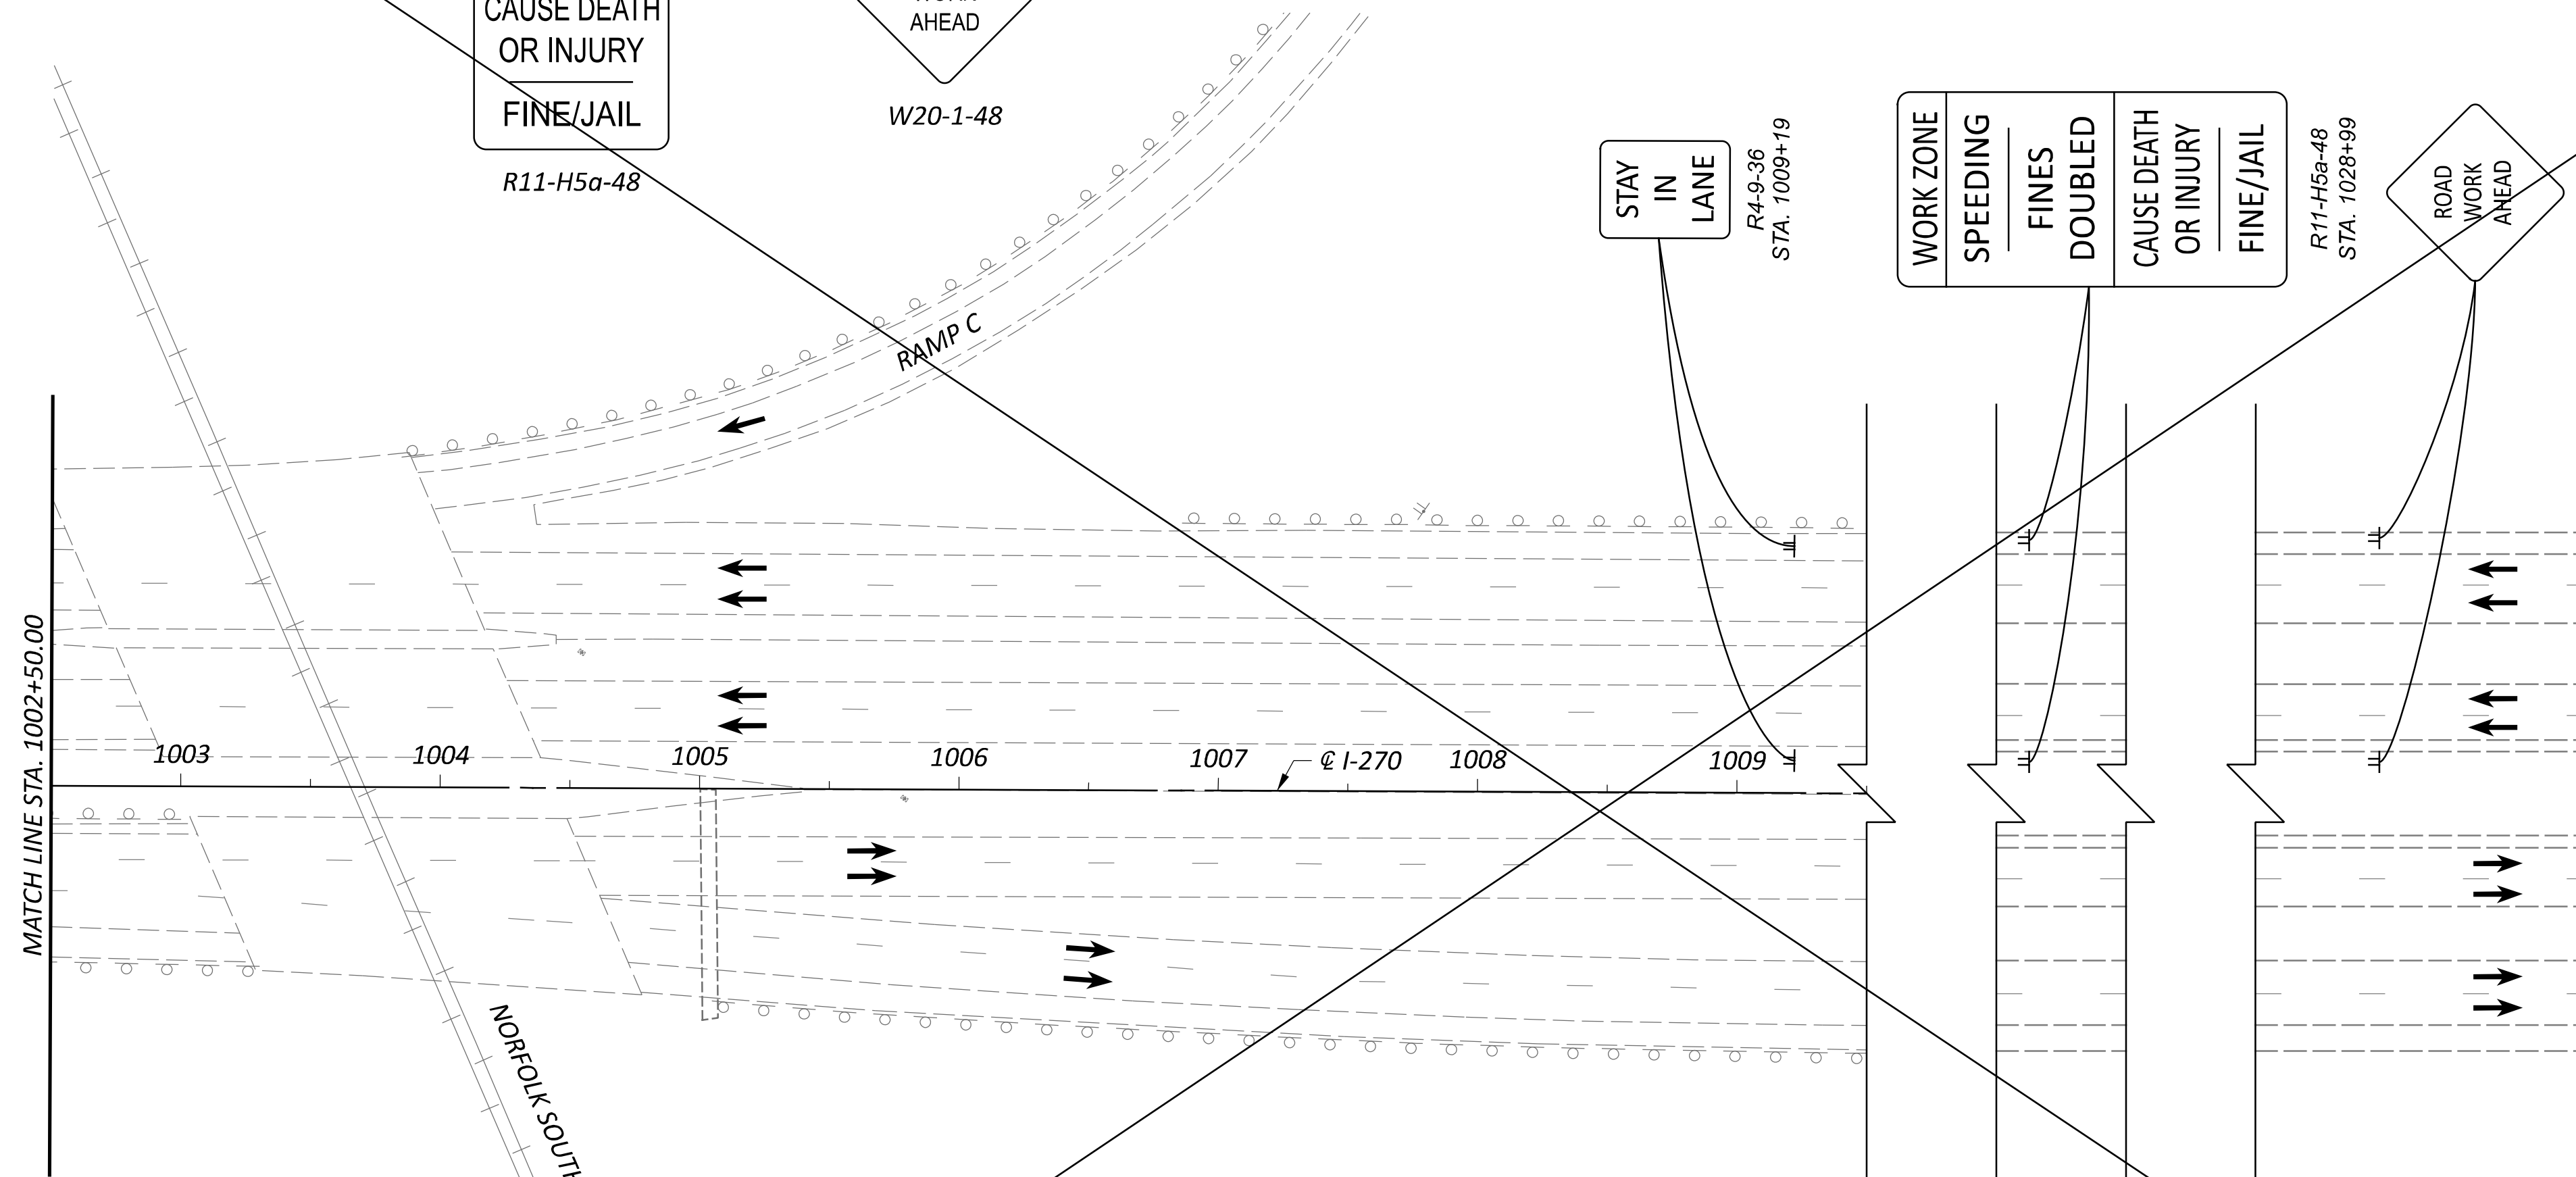 CAUSE DEATH
OR INJURY
FINE/JAIL
R11-H5a-48
AHEAD
W20-1-48
RAMP C
STAY
IN
LANE
R4-9-36
STA. 1009+19
WORK ZONE
SPEEDING
FINES
DOUBLED
CAUSE DEATH
OR INJURY
FINE/JAIL
R11-H5a-48
STA. 1028+99
ROAD
WORK
AHEAD
MATCH LINE STA. 1002+50.00
1003
1004
1005
1006
1007
℄ I-270
1008
1009
NORFOLK SOUTH